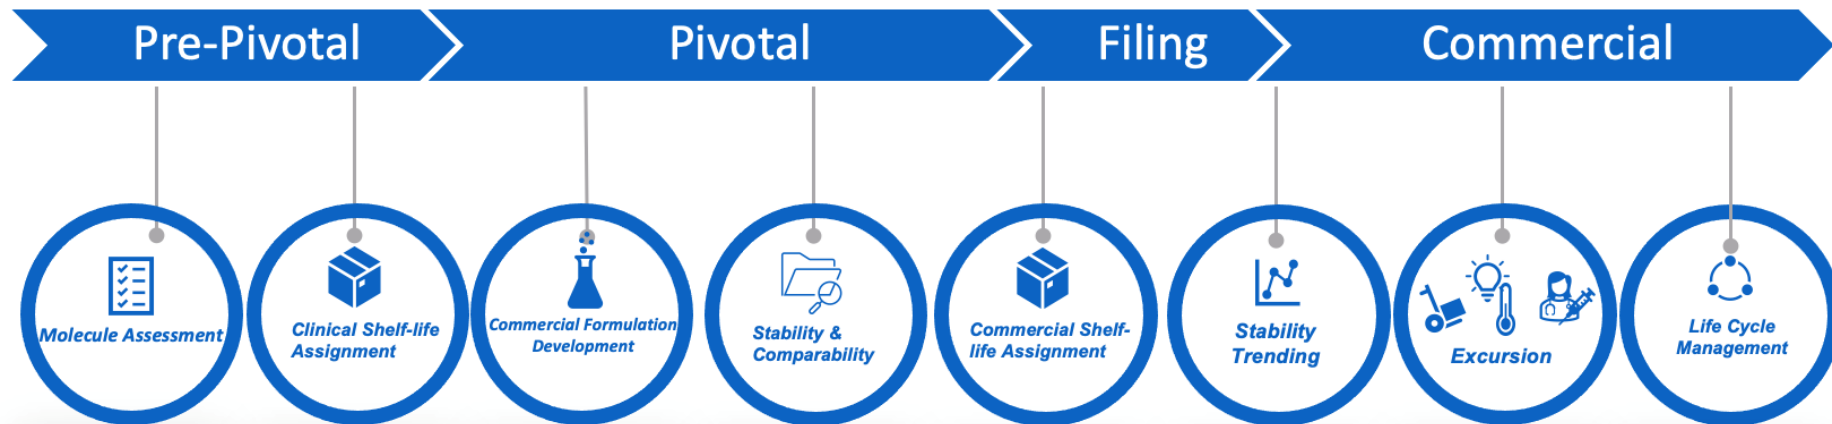 Pre-Pivotal
Pivotal
Filing
Commercial
Molecule Assessment
Clinical Shelf-life
Assignment
Commercial Formulation
Development
Stability &
Comparability
Commercial Shelf-
life Assignment
Stability
Trending
Excursion
Life Cycle
Management